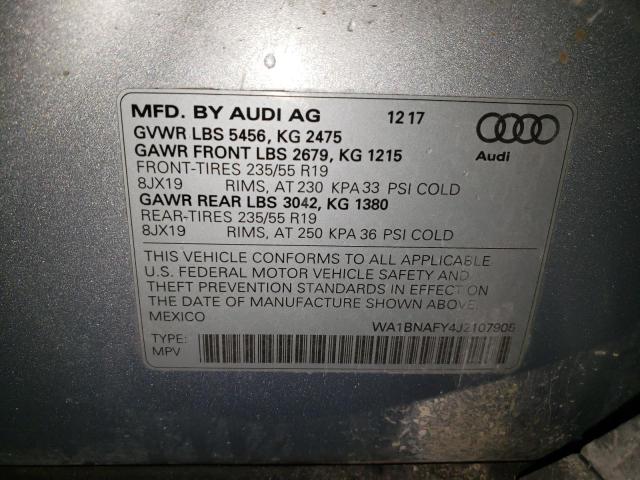 MFD. BY AUDI AG 12 17
GVWR LBS 5456, KG 2475
GAWR FRONT LBS 2679, KG 1215
FRONT-TIRES 235/55 R19
8JX19 RIMS, AT 230 KPA 33 PSI COLD
GAWR REAR LBS 3042, KG 1380
REAR-TIRES 235/55 R19
8JX19 RIMS, AT 250 KPA 36 PSI COLD
Audi
THIS VEHICLE CONFORMS TO ALL APPLICABLE
U.S. FEDERAL MOTOR VEHICLE SAFETY AND
THEFT PREVENTION STANDARDS IN EFFECT ON
THE DATE OF MANUFACTURE SHOWN ABOVE.
MEXICO
WA1BNAFY4J2107905
TYPE:
MPV